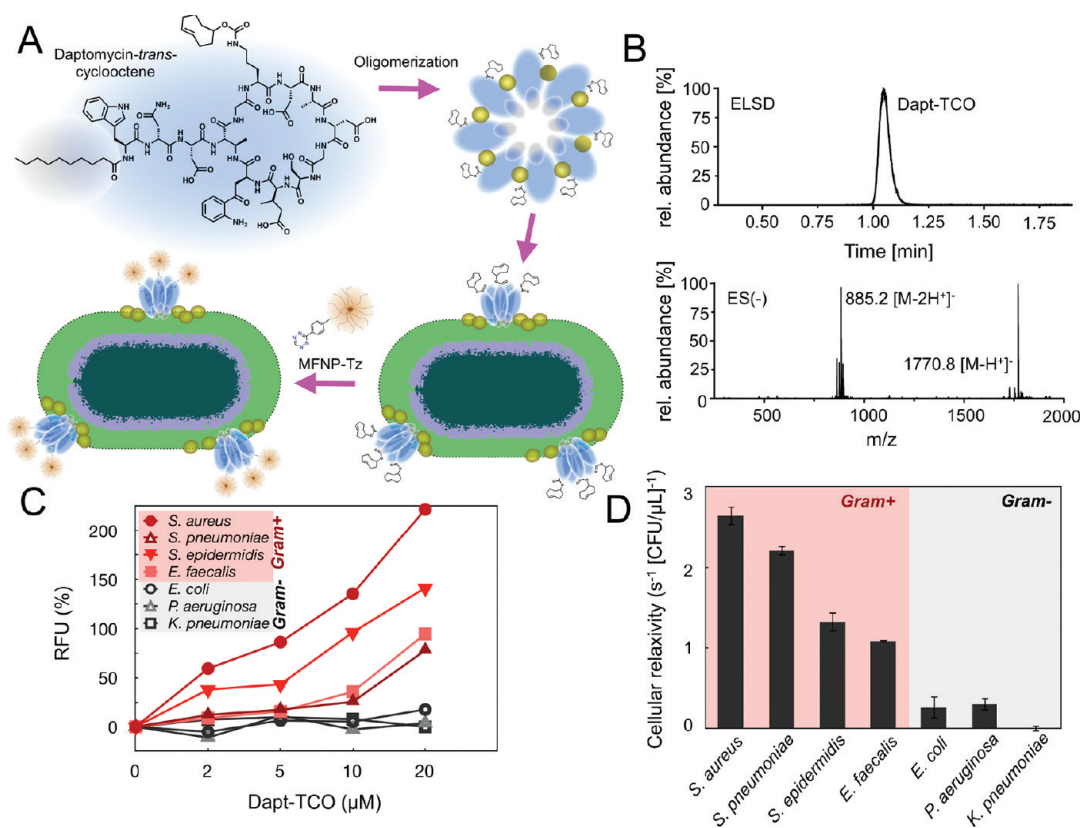 A
Daptomycin-trans-
cyclooctene
Oligomerization
MFNP-Tz
B
rel. abundance [%]
100
75
50
25
0
ELSD
Dapt-TCO
0.50 0.75 1.00 1.25 1.50 1.75
Time [min]
rel. abundance [%]
100
75
50
25
0
ES(-)
885.2 [M-2H⁺]⁻
1770.8 [M-H⁺]⁻
500 1000 1500 2000
m/z
C
RFU (%)
200
150
100
50
0
S. aureus
S. pneumoniae
S. epidermidis
E. faecalis
Gram+
E. coli
P. aeruginosa
K. pneumoniae
Gram-
0 2 5 10 20
Dapt-TCO (µM)
D
Cellular relaxivity (s⁻¹ [CFU/µL]⁻¹)
3
2
1
0
Gram+
Gram-
S. aureus
S. pneumoniae
S. epidermidis
E. faecalis
E. coli
P. aeruginosa
K. pneumoniae